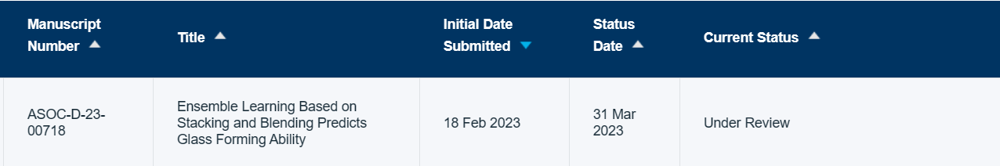 Manuscript
Number
Title
Initial Date
Submitted
Status
Date
Current Status
ASOC-D-23-
00718
Ensemble Learning Based on
Stacking and Blending Predicts
Glass Forming Ability
18 Feb 2023
31 Mar
2023
Under Review